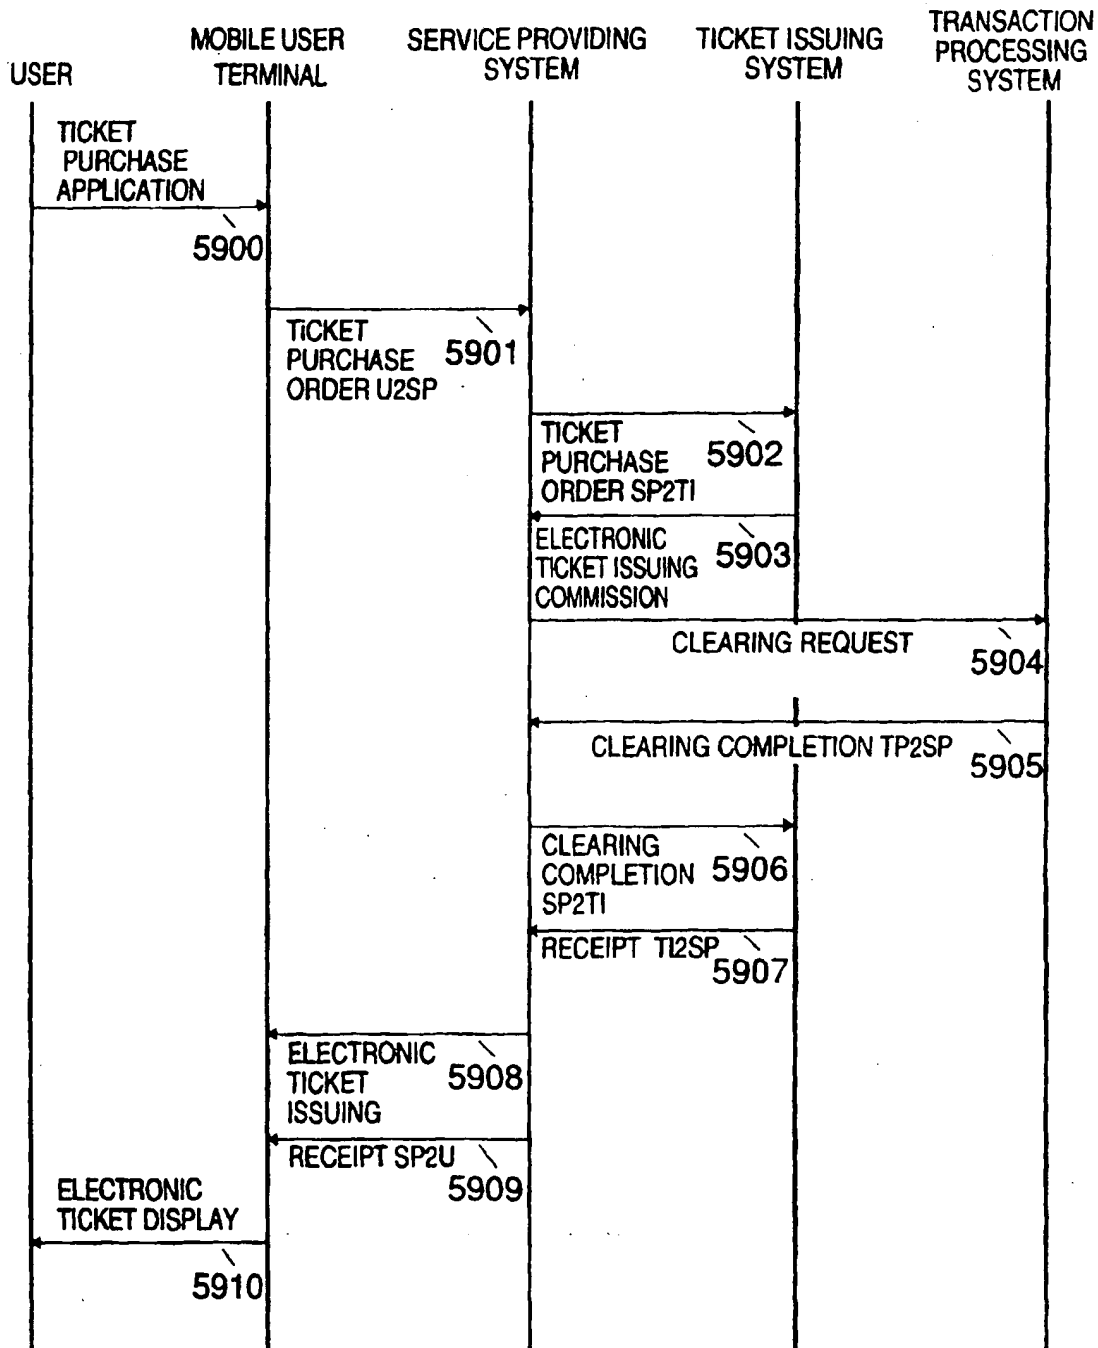 USER
MOBILE USER
TERMINAL
SERVICE PROVIDING
SYSTEM
TICKET ISSUING
SYSTEM
TRANSACTION
PROCESSING
SYSTEM
TICKET
PURCHASE
APPLICATION
5900
TICKET
PURCHASE
ORDER U2SP
5901
TICKET
PURCHASE
ORDER SP2TI
5902
ELECTRONIC
TICKET ISSUING
COMMISSION
5903
CLEARING REQUEST
5904
CLEARING COMPLETION TP2SP
5905
CLEARING
COMPLETION
SP2TI
5906
RECEIPT TI2SP
5907
ELECTRONIC
TICKET
ISSUING
5908
RECEIPT SP2U
5909
ELECTRONIC
TICKET DISPLAY
5910